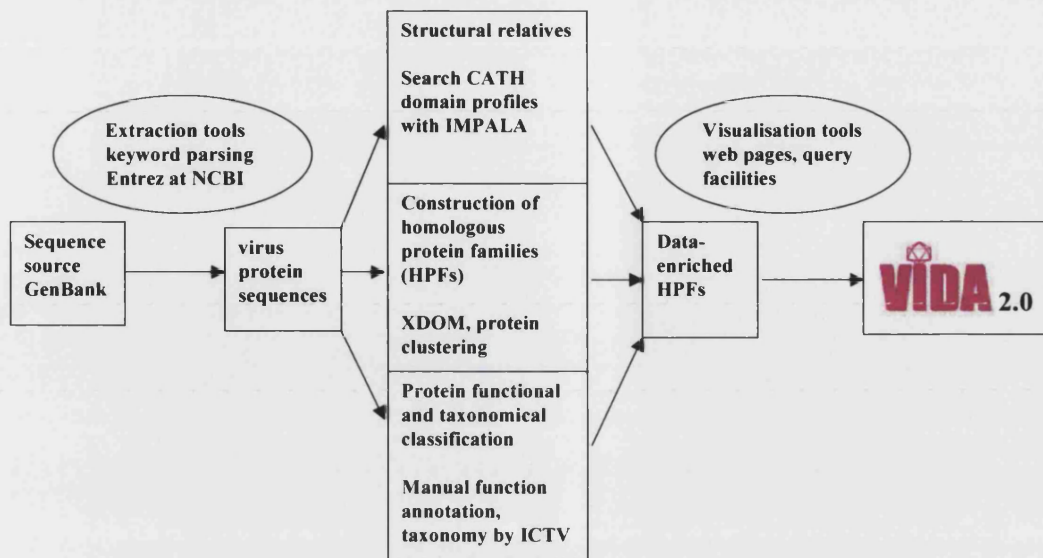 Structural relatives
Search CATH
domain profiles
with IMPALA
Extraction tools
keyword parsing
Entrez at NCBI
Visualisation tools
web pages, query
facilities
Sequence
source
GenBank
virus
protein
sequences
Construction of
homologous
protein families
(HPFs)
XDOM, protein
clustering
Data-
enriched
HPFs
VIDA 2.0
Protein functional
and taxonomical
classification
Manual function
annotation,
taxonomy by ICTV